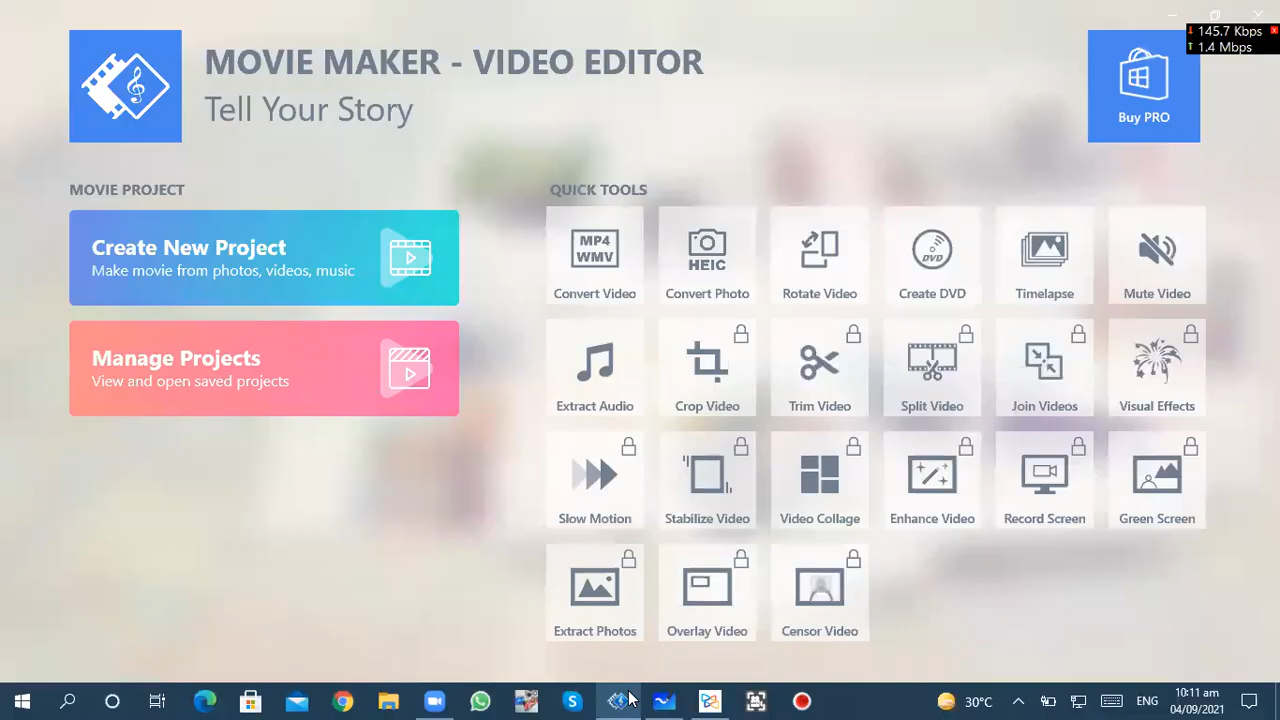 MOVIE MAKER - VIDEO EDITOR
Tell Your Story
Buy PRO
145.7 Kbps
1.4 Mbps
MOVIE PROJECT
Create New Project
Make movie from photos, videos, music
Manage Projects
View and open saved projects
QUICK TOOLS
MP4
WMV
Convert Video
HEIC
Convert Photo
Rotate Video
DVD
Create DVD
Timelapse
Mute Video
Extract Audio
Crop Video
Trim Video
Split Video
Join Videos
Visual Effects
Slow Motion
Stabilize Video
Video Collage
Enhance Video
Record Screen
Green Screen
Extract Photos
Overlay Video
Censor Video
30°C
ENG
10:11 am
04/09/2021